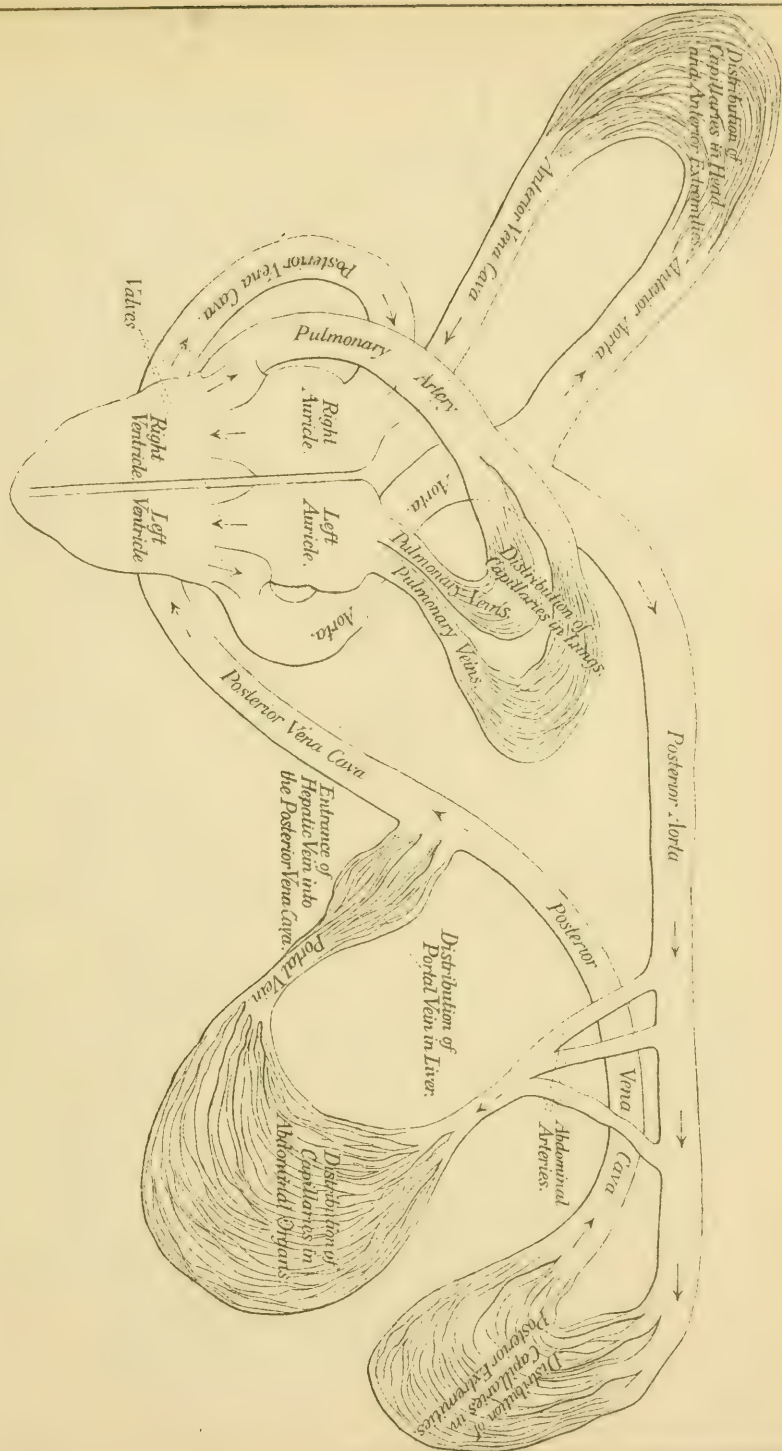 Distribution of
Capillaries in Head
and Anterior Extremities.
Anterior Vena Cava
Anterior Aorta.
Posterior Vena Cava.
Valves
Pulmonary
Artery
Right
Auricle.
Right
Ventricle.
Left
Auricle.
Left
Ventricle
Aorta.
Aorta.
Pulmonary Veins.
Pulmonary Veins.
Distribution of
Capillaries in Lungs.
Posterior Aorta
Posterior Vena Cava
Entrance of
Hepatic Vein into
the Posterior Vena Cava.
Portal Vein
Distribution of
Portal Vein in Liver.
Posterior
Vena
Cava
Abdominal
Arteries.
Distribution of
Capillaries in
Abdominal Organs
Distribution of
Capillaries in
Posterior Extremities.